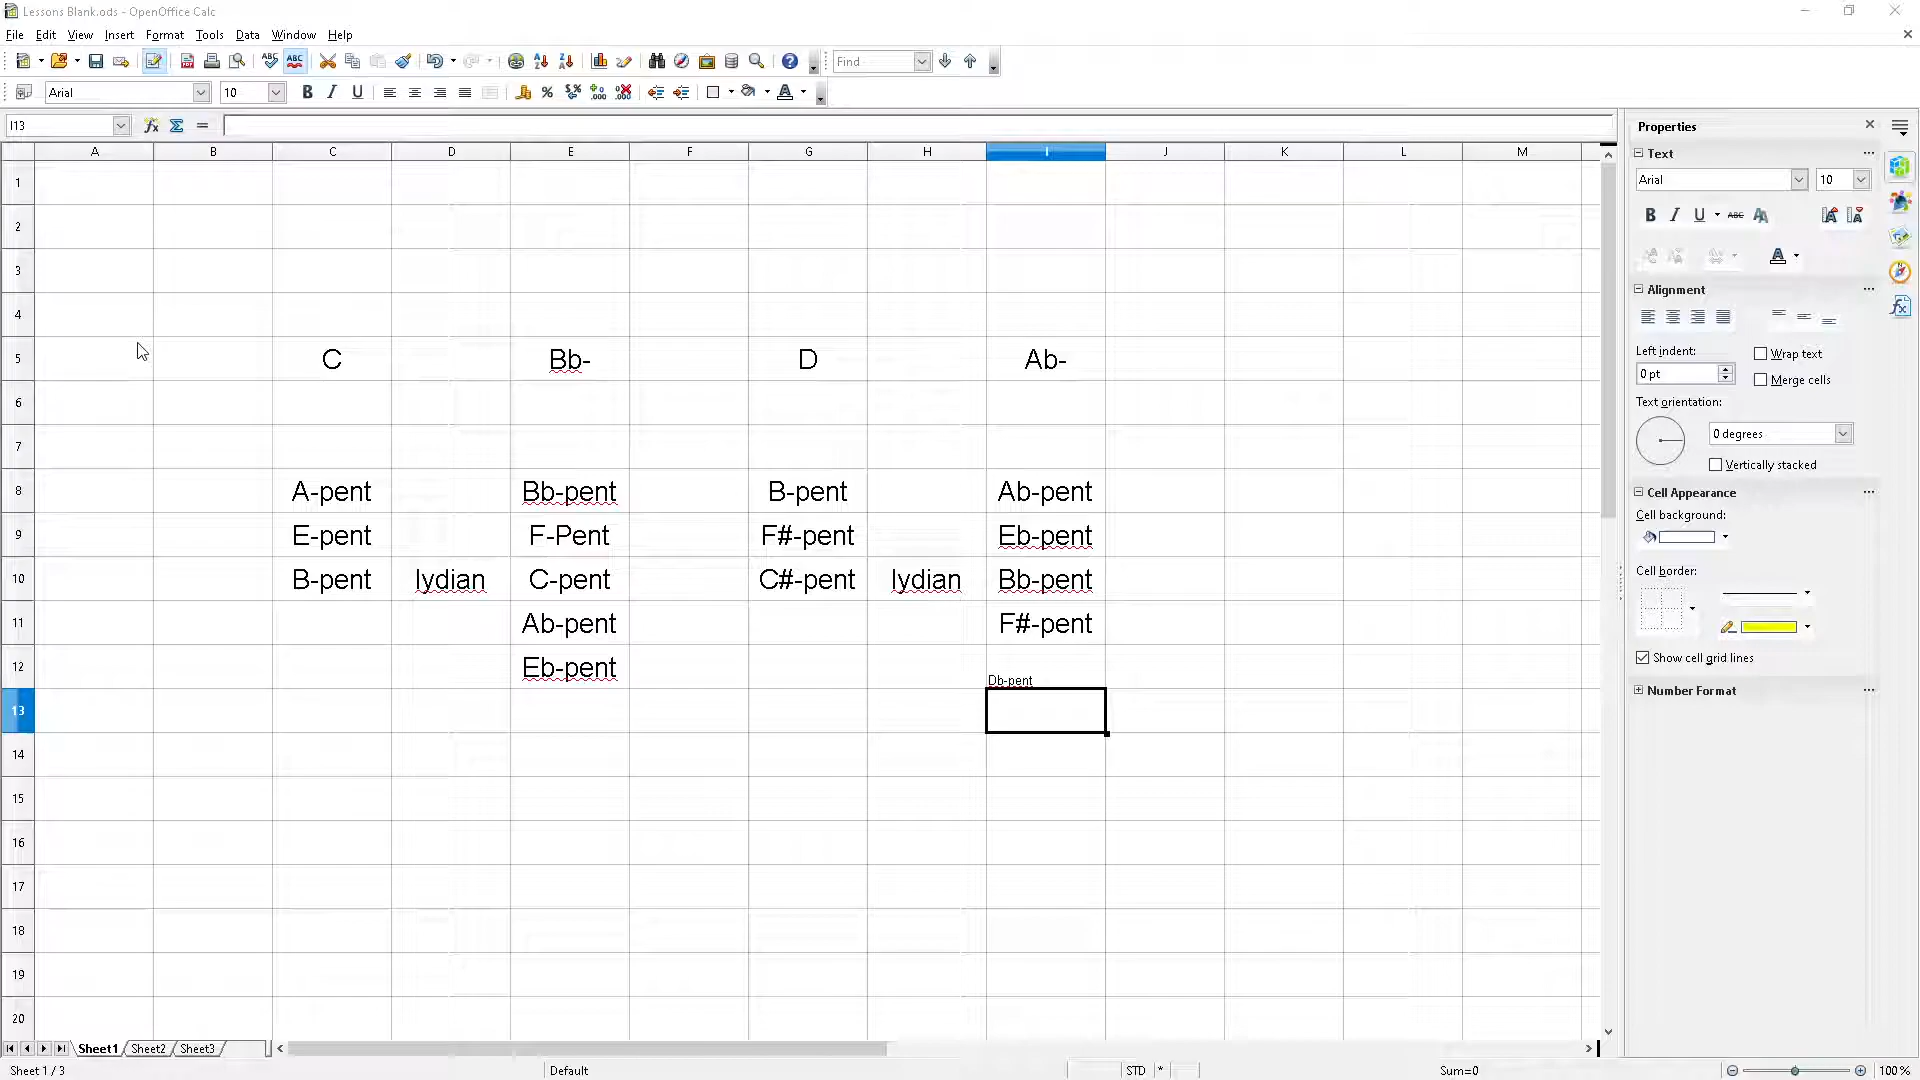 Lessons Blank.ods - OpenOffice Calc
File Edit View Insert Format Tools Data Window Help
Find
Arial 10
I13
A B C D E F G H I J K L M
1
2
3
4
5 C Bb- D Ab-
6
7
8 A-pent Bb-pent B-pent Ab-pent
9 E-pent F-Pent F#-pent Eb-pent
10 B-pent lydian C-pent C#-pent lydian Bb-pent
11 Ab-pent F#-pent
12 Eb-pent Db-pent
13
14
15
16
17
18
19
20
Properties
Text
Arial 10
Alignment
Left indent: Wrap text
0 pt Merge cells
Text orientation:
0 degrees
Vertically stacked
Cell Appearance
Cell background:
Cell border:
Show cell grid lines
Number Format
Sheet1 Sheet2 Sheet3
Sheet 1 / 3 Default STD * Sum=0 100 %